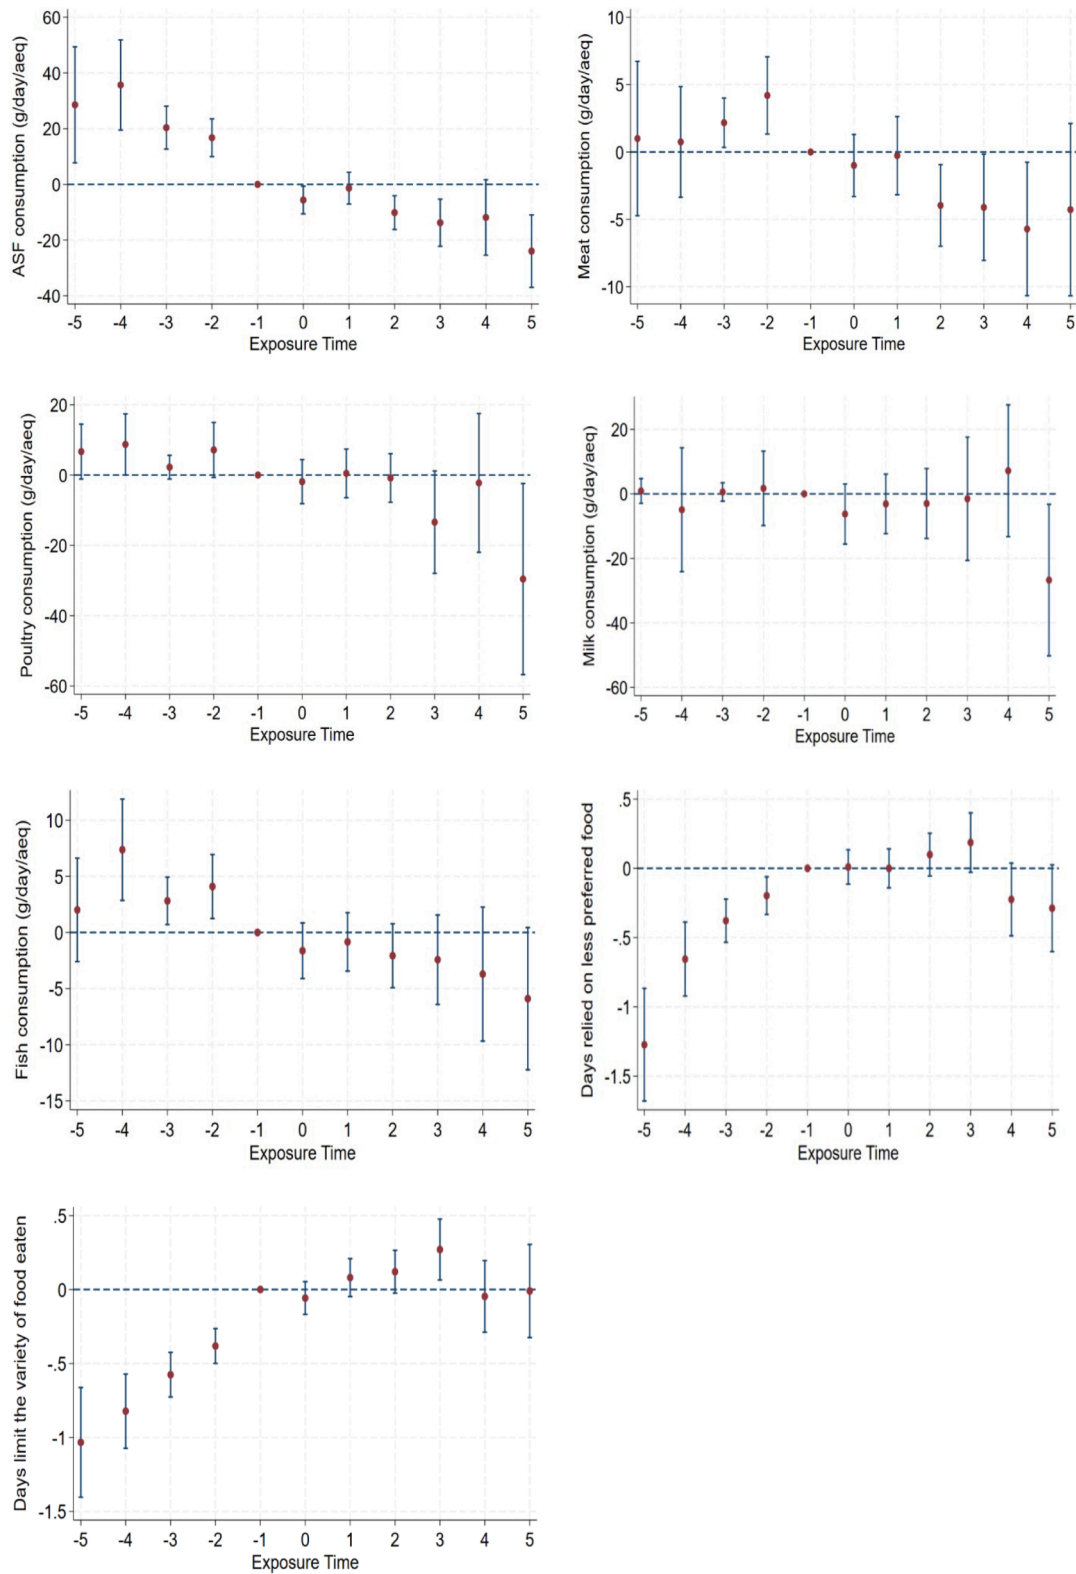 ASF consumption (g/day/aeq)
60
40
20
0
-20
-40
-5 -4 -3 -2 -1 0 1 2 3 4 5
Exposure Time
Meat consumption (g/day/aeq)
10
5
0
-5
-10
-5 -4 -3 -2 -1 0 1 2 3 4 5
Exposure Time
Poultry consumption (g/day/aeq)
20
0
-20
-40
-60
-5 -4 -3 -2 -1 0 1 2 3 4 5
Exposure Time
Milk consumption (g/day/aeq)
20
0
-20
-40
-60
-5 -4 -3 -2 -1 0 1 2 3 4 5
Exposure Time
Fish consumption (g/day/aeq)
10
5
0
-5
-10
-15
-5 -4 -3 -2 -1 0 1 2 3 4 5
Exposure Time
Days relied on less preferred food
.5
0
-.5
-1
-1.5
-5 -4 -3 -2 -1 0 1 2 3 4 5
Exposure Time
Days limit the variety of food eaten
.5
0
-.5
-1
-1.5
-5 -4 -3 -2 -1 0 1 2 3 4 5
Exposure Time